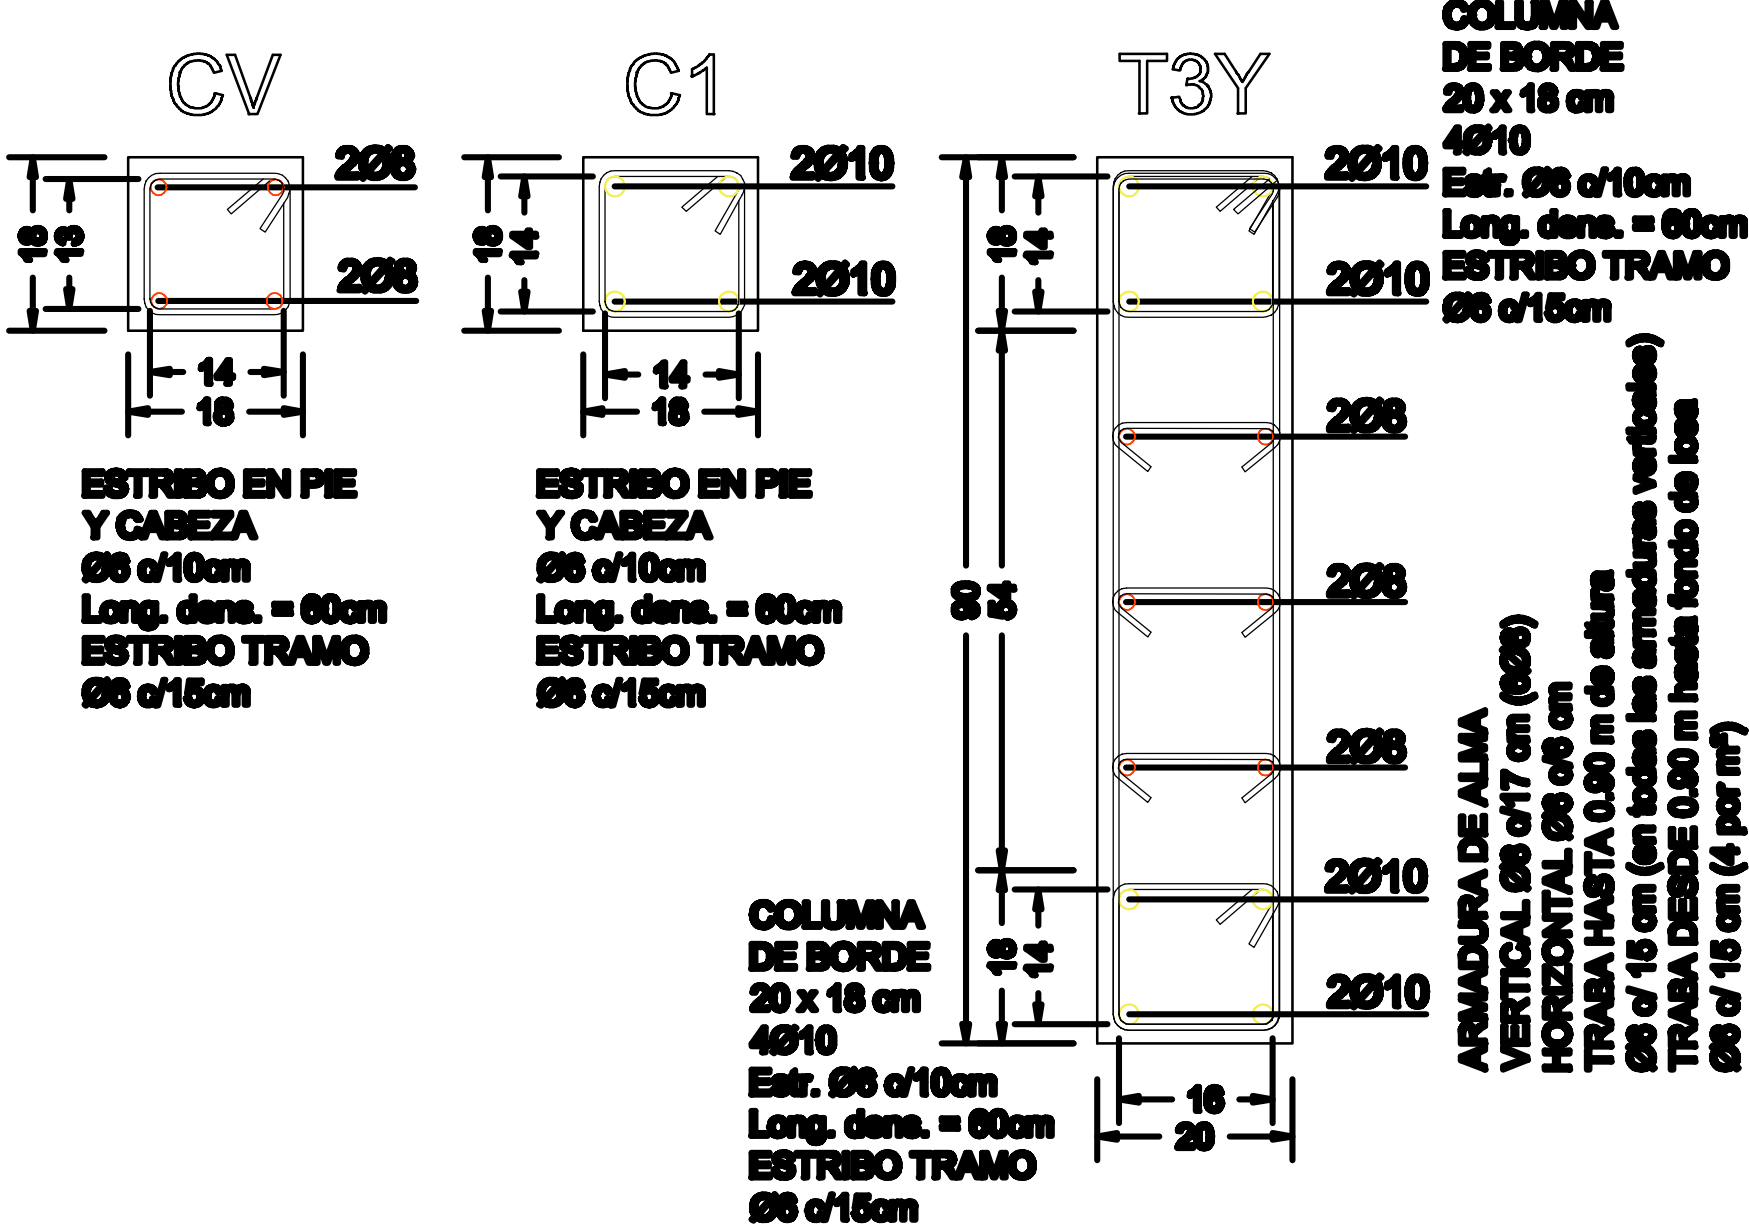 CV
2Ø8
2Ø8
18
13
14
18
ESTRIBO EN PIE
Y CABEZA
Ø6 c/10cm
Long. dens. = 60cm
ESTRIBO TRAMO
Ø6 c/15cm
C1
2Ø10
2Ø10
18
14
14
18
ESTRIBO EN PIE
Y CABEZA
Ø6 c/10cm
Long. dens. = 60cm
ESTRIBO TRAMO
Ø6 c/15cm
T3Y
2Ø10
2Ø10
2Ø8
2Ø8
2Ø8
2Ø10
2Ø10
18
14
90
54
18
14
16
20
COLUMNA
DE BORDE
20 x 18 cm
4Ø10
Estr. Ø6 c/10cm
Long. dens. = 60cm
ESTRIBO TRAMO
Ø6 c/15cm
COLUMNA
DE BORDE
20 x 18 cm
4Ø10
Estr. Ø6 c/10cm
Long. dens. = 60cm
ESTRIBO TRAMO
Ø6 c/15cm
ARMADURA DE ALMA
VERTICAL Ø8 c/17 cm (6Ø8)
HORIZONTAL cm
TRABA HASTA 0.90 m de altura
c/ 15 cm (en todas las armaduras verticales)
TRABA DESDE 0.90 m hasta fondo de losa
c/ 15 cm (4 por m²)